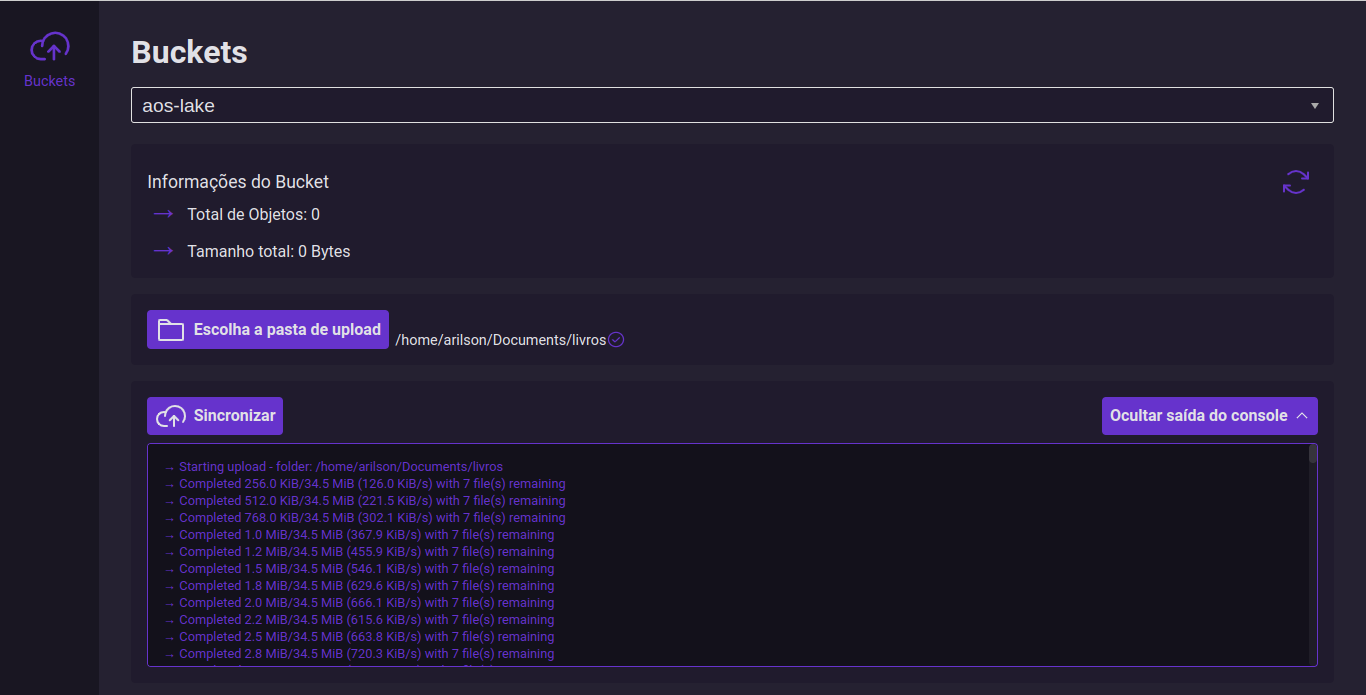 Buckets
Buckets
aos-lake
Informações do Bucket
→ Total de Objetos: 0
→ Tamanho total: 0 Bytes
Escolha a pasta de upload
/home/arilson/Documents/livros
Sincronizar
Ocultar saída do console
→ Starting upload - folder: /home/arilson/Documents/livros
→ Completed 256.0 KiB/34.5 MiB (126.0 KiB/s) with 7 file(s) remaining
→ Completed 512.0 KiB/34.5 MiB (221.5 KiB/s) with 7 file(s) remaining
→ Completed 768.0 KiB/34.5 MiB (302.1 KiB/s) with 7 file(s) remaining
→ Completed 1.0 MiB/34.5 MiB (367.9 KiB/s) with 7 file(s) remaining
→ Completed 1.2 MiB/34.5 MiB (455.9 KiB/s) with 7 file(s) remaining
→ Completed 1.5 MiB/34.5 MiB (546.1 KiB/s) with 7 file(s) remaining
→ Completed 1.8 MiB/34.5 MiB (629.6 KiB/s) with 7 file(s) remaining
→ Completed 2.0 MiB/34.5 MiB (666.1 KiB/s) with 7 file(s) remaining
→ Completed 2.2 MiB/34.5 MiB (615.6 KiB/s) with 7 file(s) remaining
→ Completed 2.5 MiB/34.5 MiB (663.8 KiB/s) with 7 file(s) remaining
→ Completed 2.8 MiB/34.5 MiB (720.3 KiB/s) with 7 file(s) remaining